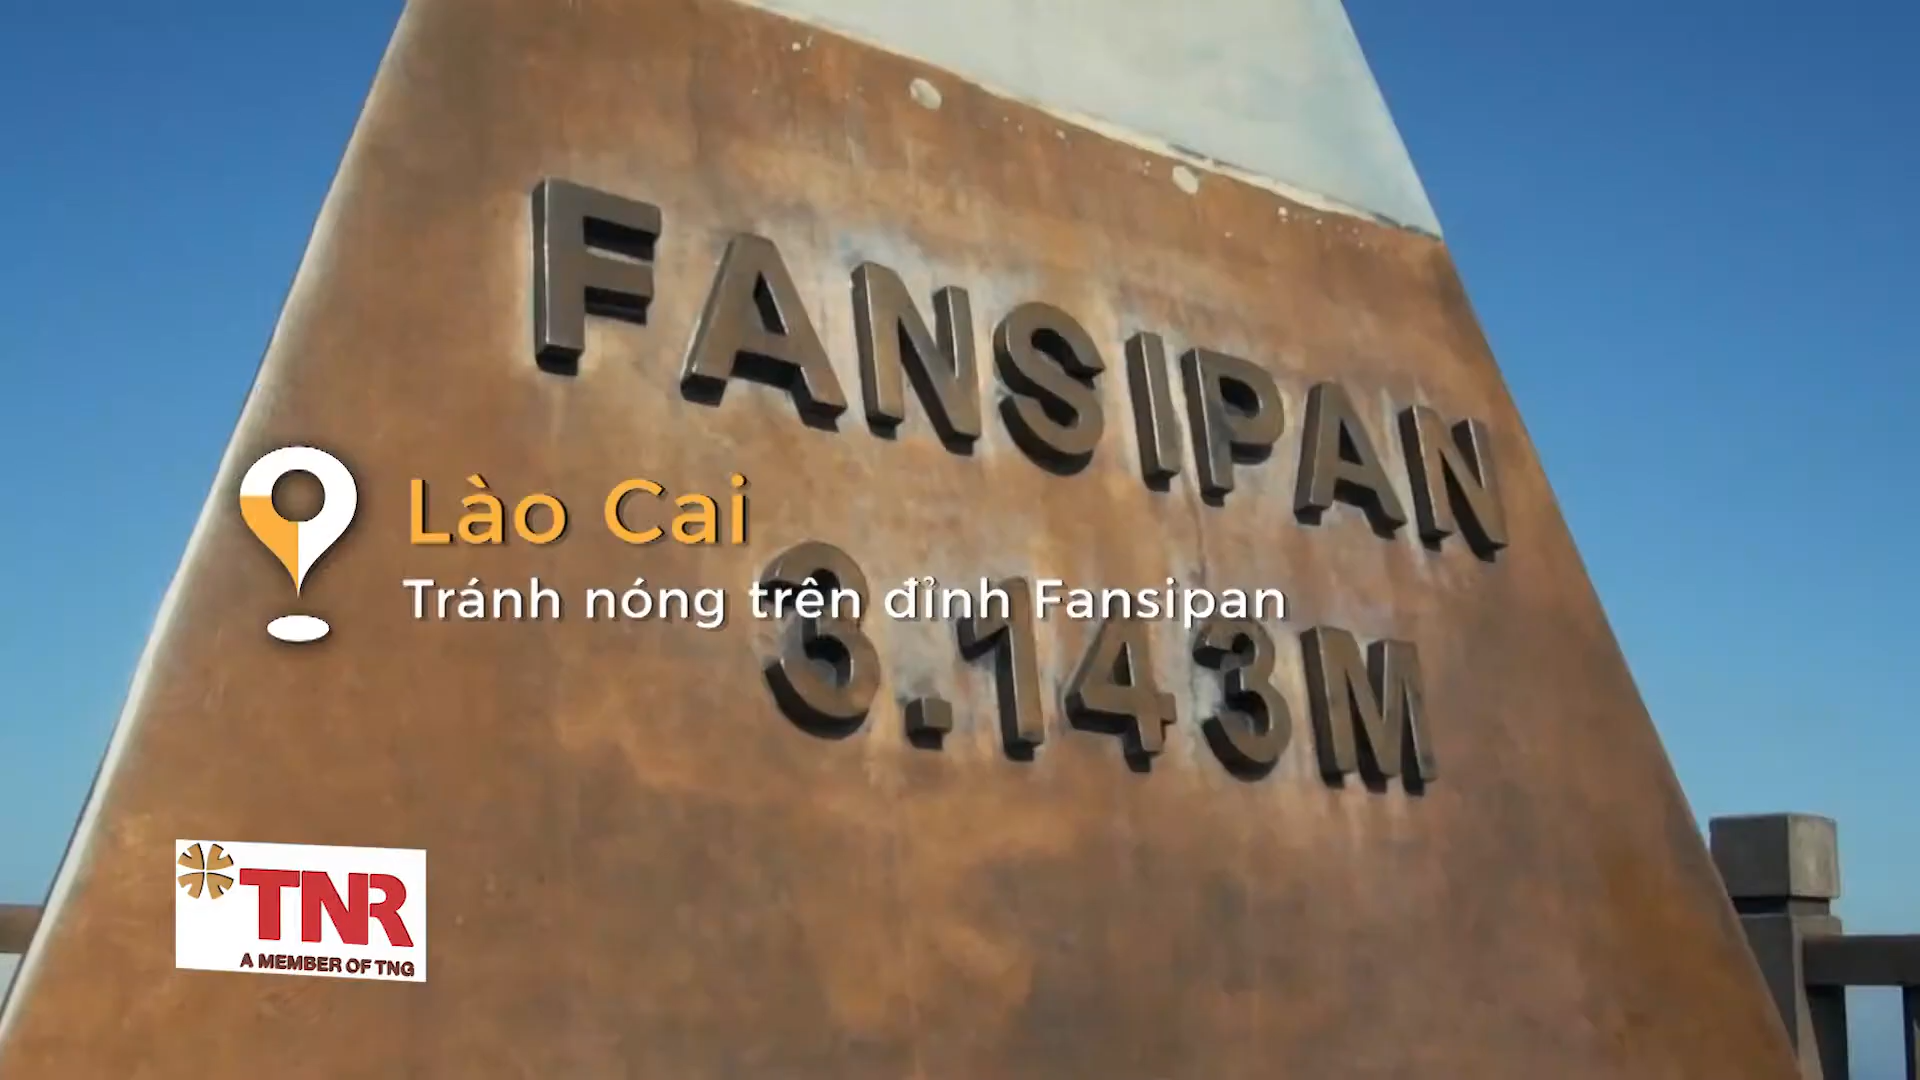 FANSIPAN
3.143M
Lào Cai
Tránh nóng trên đỉnh Fansipan
TNR
A MEMBER OF TNG